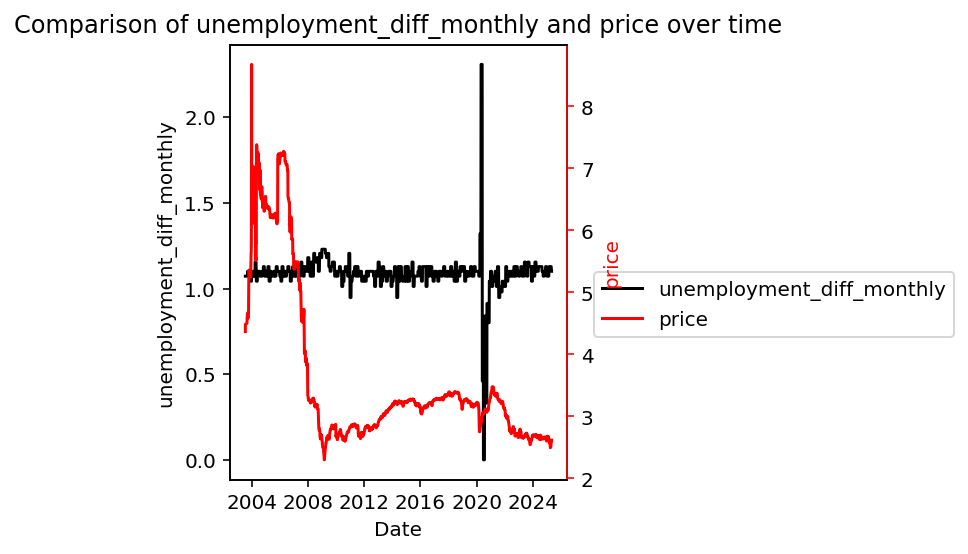 Comparison of unemployment_diff_monthly and price over time
unemployment_diff_monthly
2.0
1.5
1.0
0.5
0.0
8
7
6
5
4
3
2
price
unemployment_diff_monthly
price
2004 2008 2012 2016 2020 2024
Date